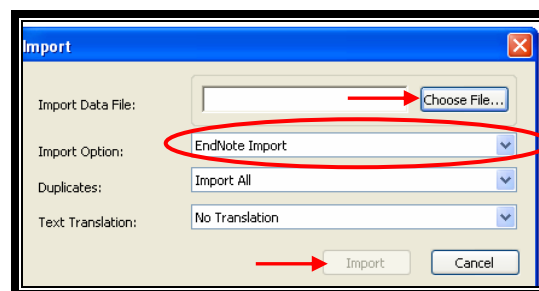 Import
Import Data File: Choose File...
Import Option: EndNote Import
Duplicates: Import All
Text Translation: No Translation
Import Cancel